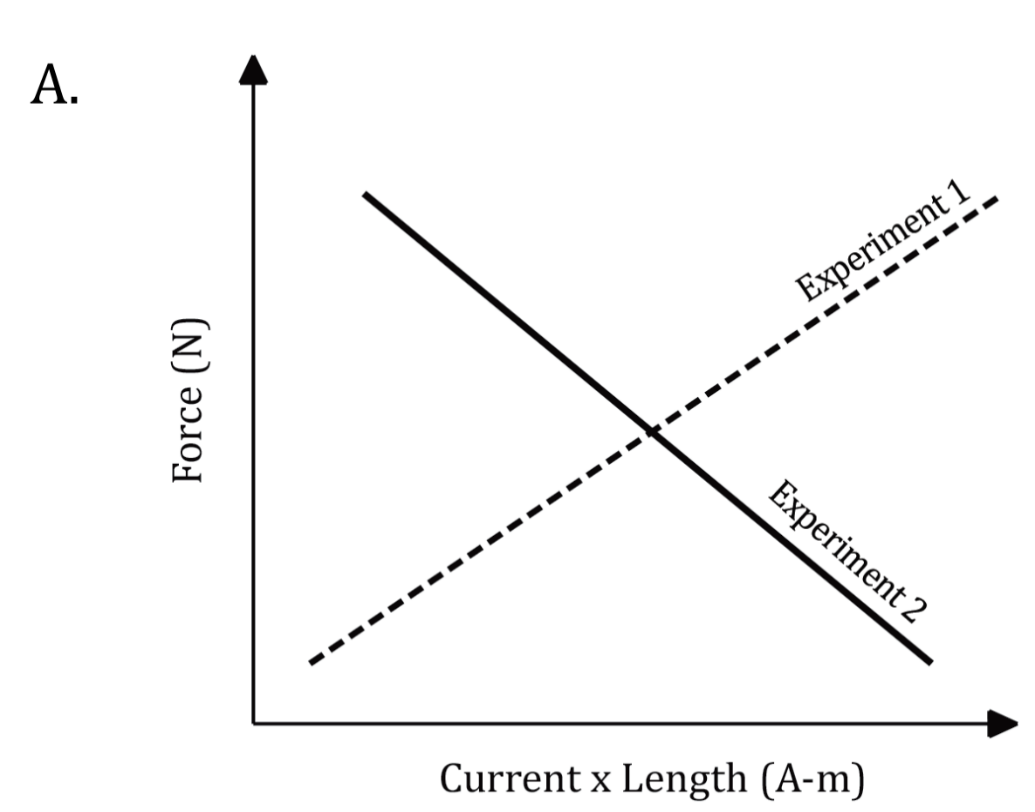 A.
Force (N)
Experiment 1
Experiment 2
Current x Length (A-m)